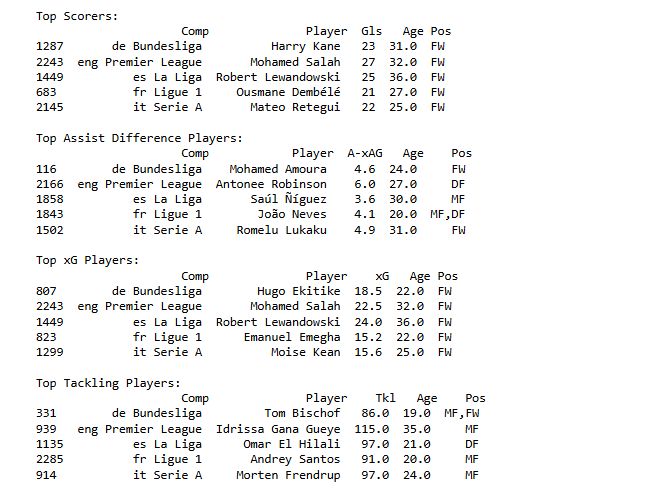 Top Scorers:
Comp Player Gls Age Pos
1287 de Bundesliga Harry Kane 23 31.0 FW
2243 eng Premier League Mohamed Salah 27 32.0 FW
1449 es La Liga Robert Lewandowski 25 36.0 FW
683 fr Ligue 1 Ousmane Dembélé 21 27.0 FW
2145 it Serie A Mateo Retegui 22 25.0 FW
Top Assist Difference Players:
Comp Player A-xAG Age Pos
116 de Bundesliga Mohamed Amoura 4.6 24.0 FW
2166 eng Premier League Antonee Robinson 6.0 27.0 DF
1858 es La Liga Saúl Ñíguez 3.6 30.0 MF
1843 fr Ligue 1 João Neves 4.1 20.0 MF,DF
1502 it Serie A Romelu Lukaku 4.9 31.0 FW
Top xG Players:
Comp Player xG Age Pos
807 de Bundesliga Hugo Ekitike 18.5 22.0 FW
2243 eng Premier League Mohamed Salah 22.5 32.0 FW
1449 es La Liga Robert Lewandowski 24.0 36.0 FW
823 fr Ligue 1 Emanuel Emegha 15.2 22.0 FW
1299 it Serie A Moise Kean 15.6 25.0 FW
Top Tackling Players:
Comp Player Tkl Age Pos
331 de Bundesliga Tom Bischof 86.0 19.0 MF,FW
939 eng Premier League Idrissa Gana Gueye 115.0 35.0 MF
1135 es La Liga Omar El Hilali 97.0 21.0 DF
2285 fr Ligue 1 Andrey Santos 91.0 20.0 MF
914 it Serie A Morten Frendrup 97.0 24.0 MF